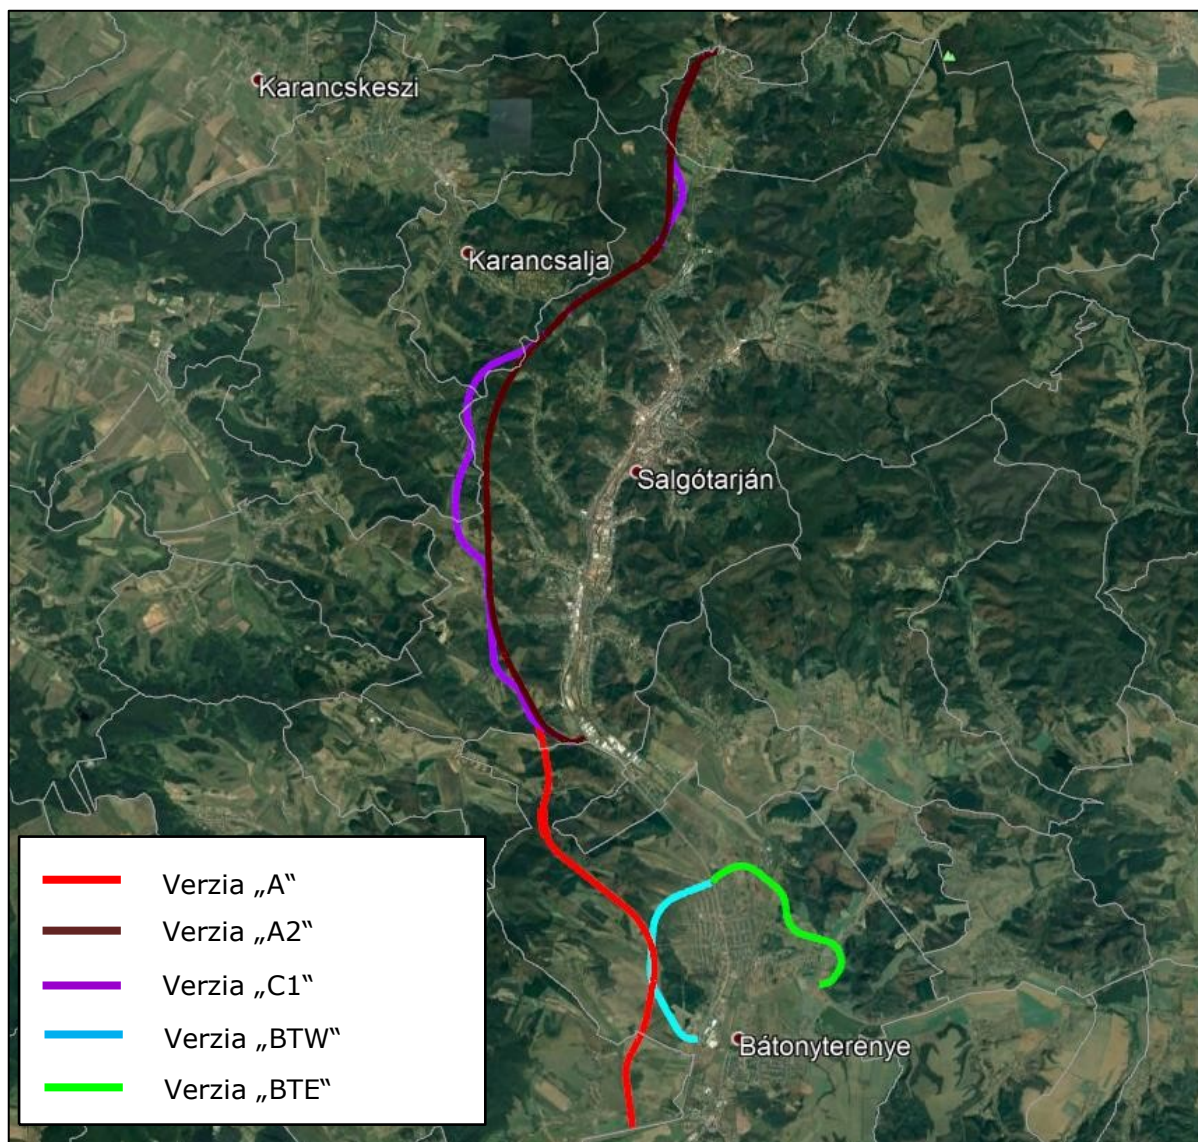 Karancskeszi
Karancsalja
Salgótarján
Bátonyterenye
Verzia „A“
Verzia „A2“
Verzia „C1“
Verzia „BTW“
Verzia „BTE“